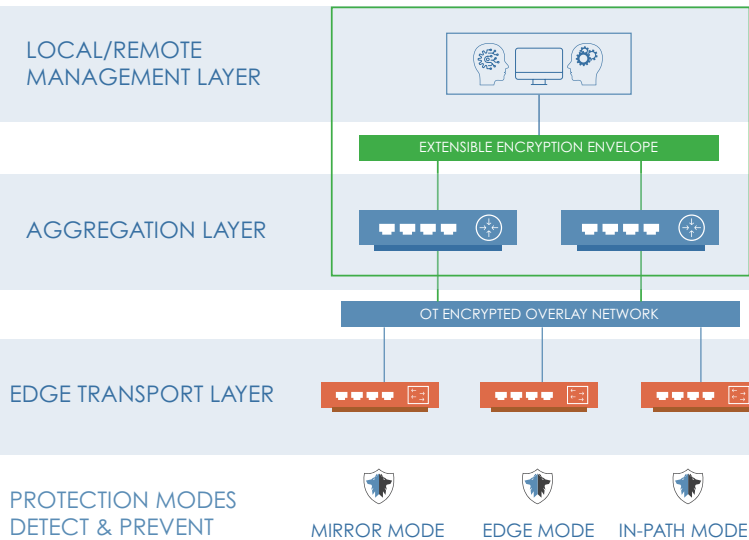 LOCAL/REMOTE
MANAGEMENT LAYER
EXTENSIBLE ENCRYPTION ENVELOPE
AGGREGATION LAYER
OT ENCRYPTED OVERLAY NETWORK
EDGE TRANSPORT LAYER
PROTECTION MODES
DETECT & PREVENT
MIRROR MODE
EDGE MODE
IN-PATH MODE